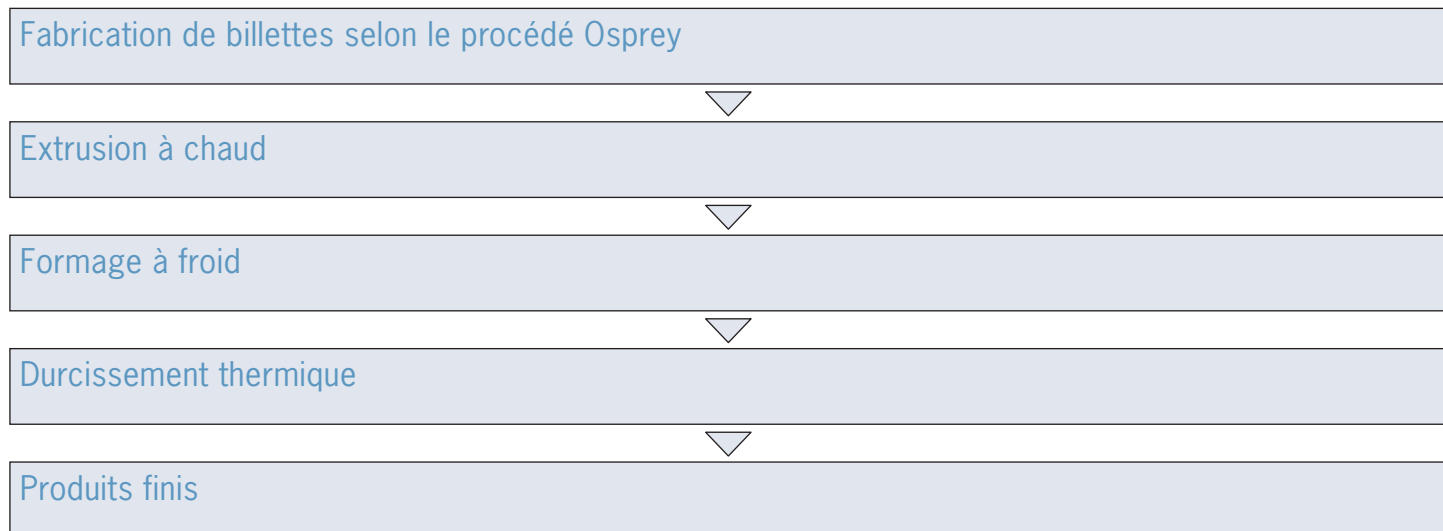 Fabrication de billettes selon le procédé Osprey
Extrusion à chaud
Formage à froid
Durcissement thermique
Produits finis